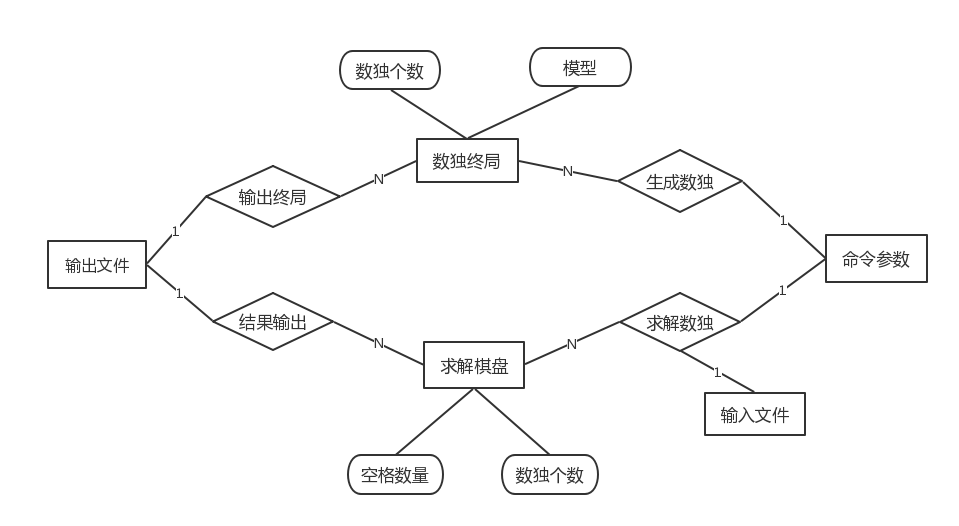 数独个数
模型
数独终局
N
N
输出终局
生成数独
1
1
输出文件
命令参数
1
1
结果输出
求解数独
N
N
求解棋盘
1
输入文件
空格数量
数独个数